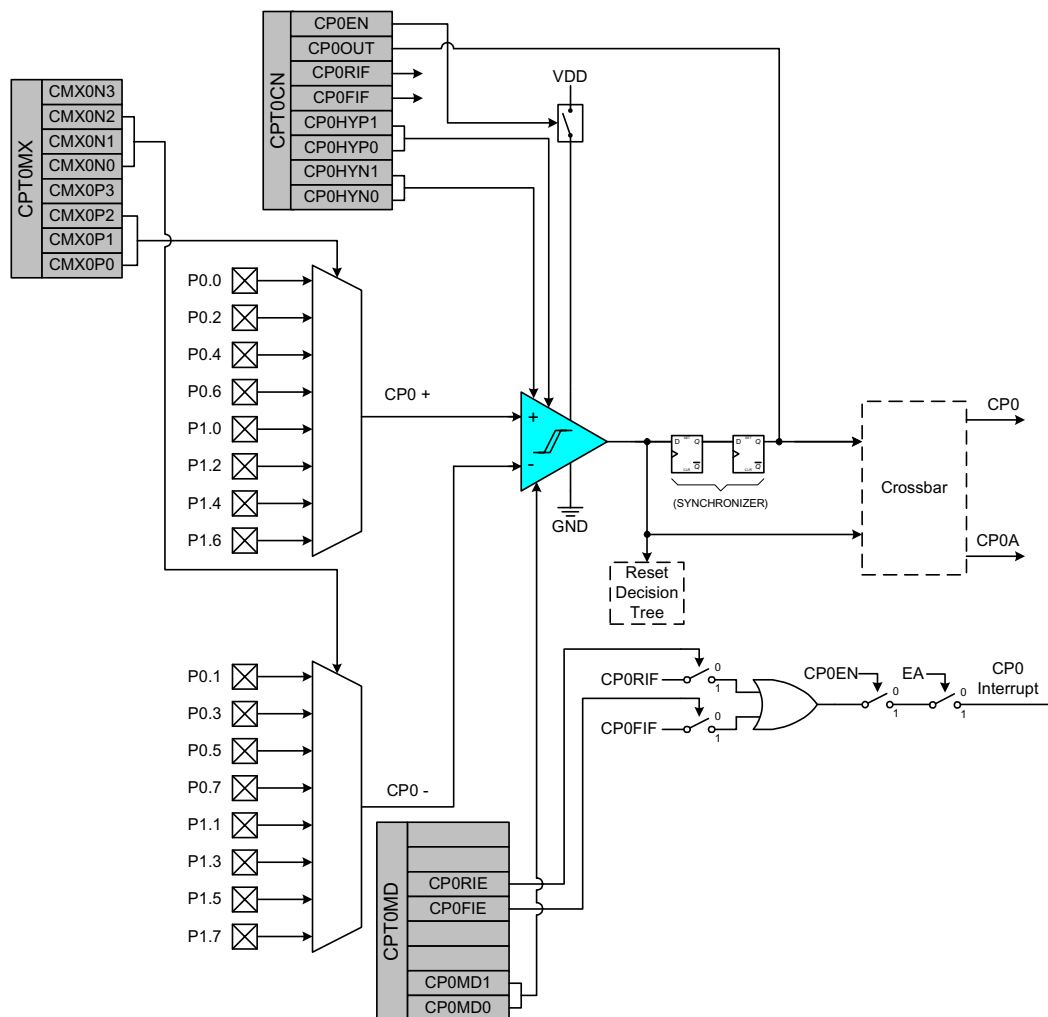 CPT0CN
CP0EN
CP0OUT
CP0RIF
CP0FIF
CP0HYP1
CP0HYP0
CP0HYN1
CP0HYN0
VDD
CPT0MX
CMX0N3
CMX0N2
CMX0N1
CMX0N0
CMX0P3
CMX0P2
CMX0P1
CMX0P0
P0.0
P0.2
P0.4
P0.6
P1.0
P1.2
P1.4
P1.6
CP0 +
+
-
GND
D
SET
Q
CLR
Q
D
SET
Q
CLR
Q
(SYNCHRONIZER)
Reset
Decision
Tree
Crossbar
CP0
CP0A
P0.1
P0.3
P0.5
P0.7
P1.1
P1.3
P1.5
P1.7
CP0 -
CP0RIF
0
1
CP0FIF
0
1
CP0EN
0
1
EA
0
1
CP0
Interrupt
CPT0MD
CP0RIE
CP0FIE
CP0MD1
CP0MD0